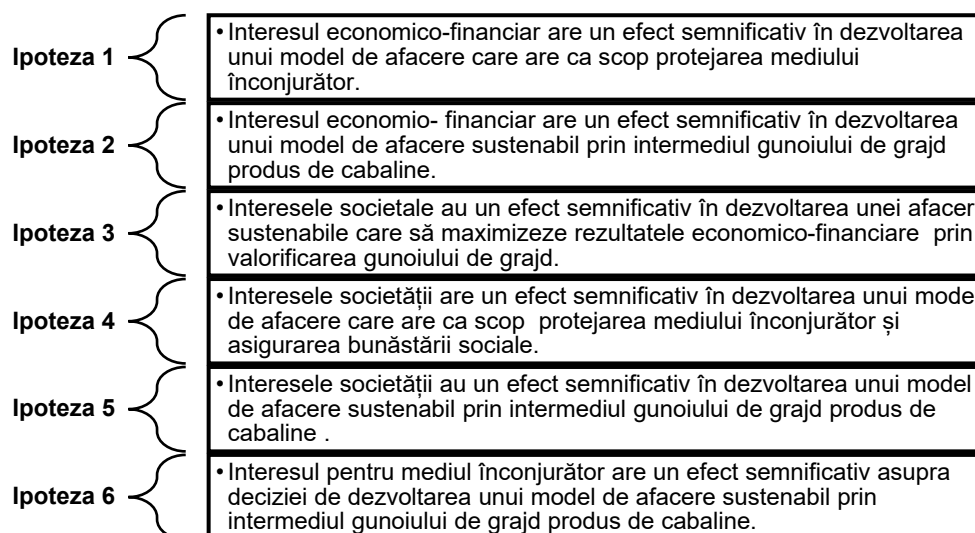 Ipoteza 1
• Interesul economico-financiar are un efect semnificativ în dezvoltarea
unui model de afacere care are ca scop protejarea mediului
înconjurător.
Ipoteza 2
• Interesul economio- financiar are un efect semnificativ în dezvoltarea
unui model de afacere sustenabil prin intermediul gunoiului de grajd
produs de cabaline.
Ipoteza 3
• Interesele societale au un efect semnificativ în dezvoltarea unei afacer
sustenabile care să maximizeze rezultatele economico-financiare prin
valorificarea gunoiului de grajd.
Ipoteza 4
• Interesele societății are un efect semnificativ în dezvoltarea unui mode
de afacere care are ca scop protejarea mediului înconjurător și
asigurarea bunăstării sociale.
Ipoteza 5
• Interesele societății au un efect semnificativ în dezvoltarea unui model
de afacere sustenabil prin intermediul gunoiului de grajd produs de
cabaline .
Ipoteza 6
• Interesul pentru mediul înconjurător are un efect semnificativ asupra
deciziei de dezvoltarea unui model de afacere sustenabil prin
intermediul gunoiului de grajd produs de cabaline.